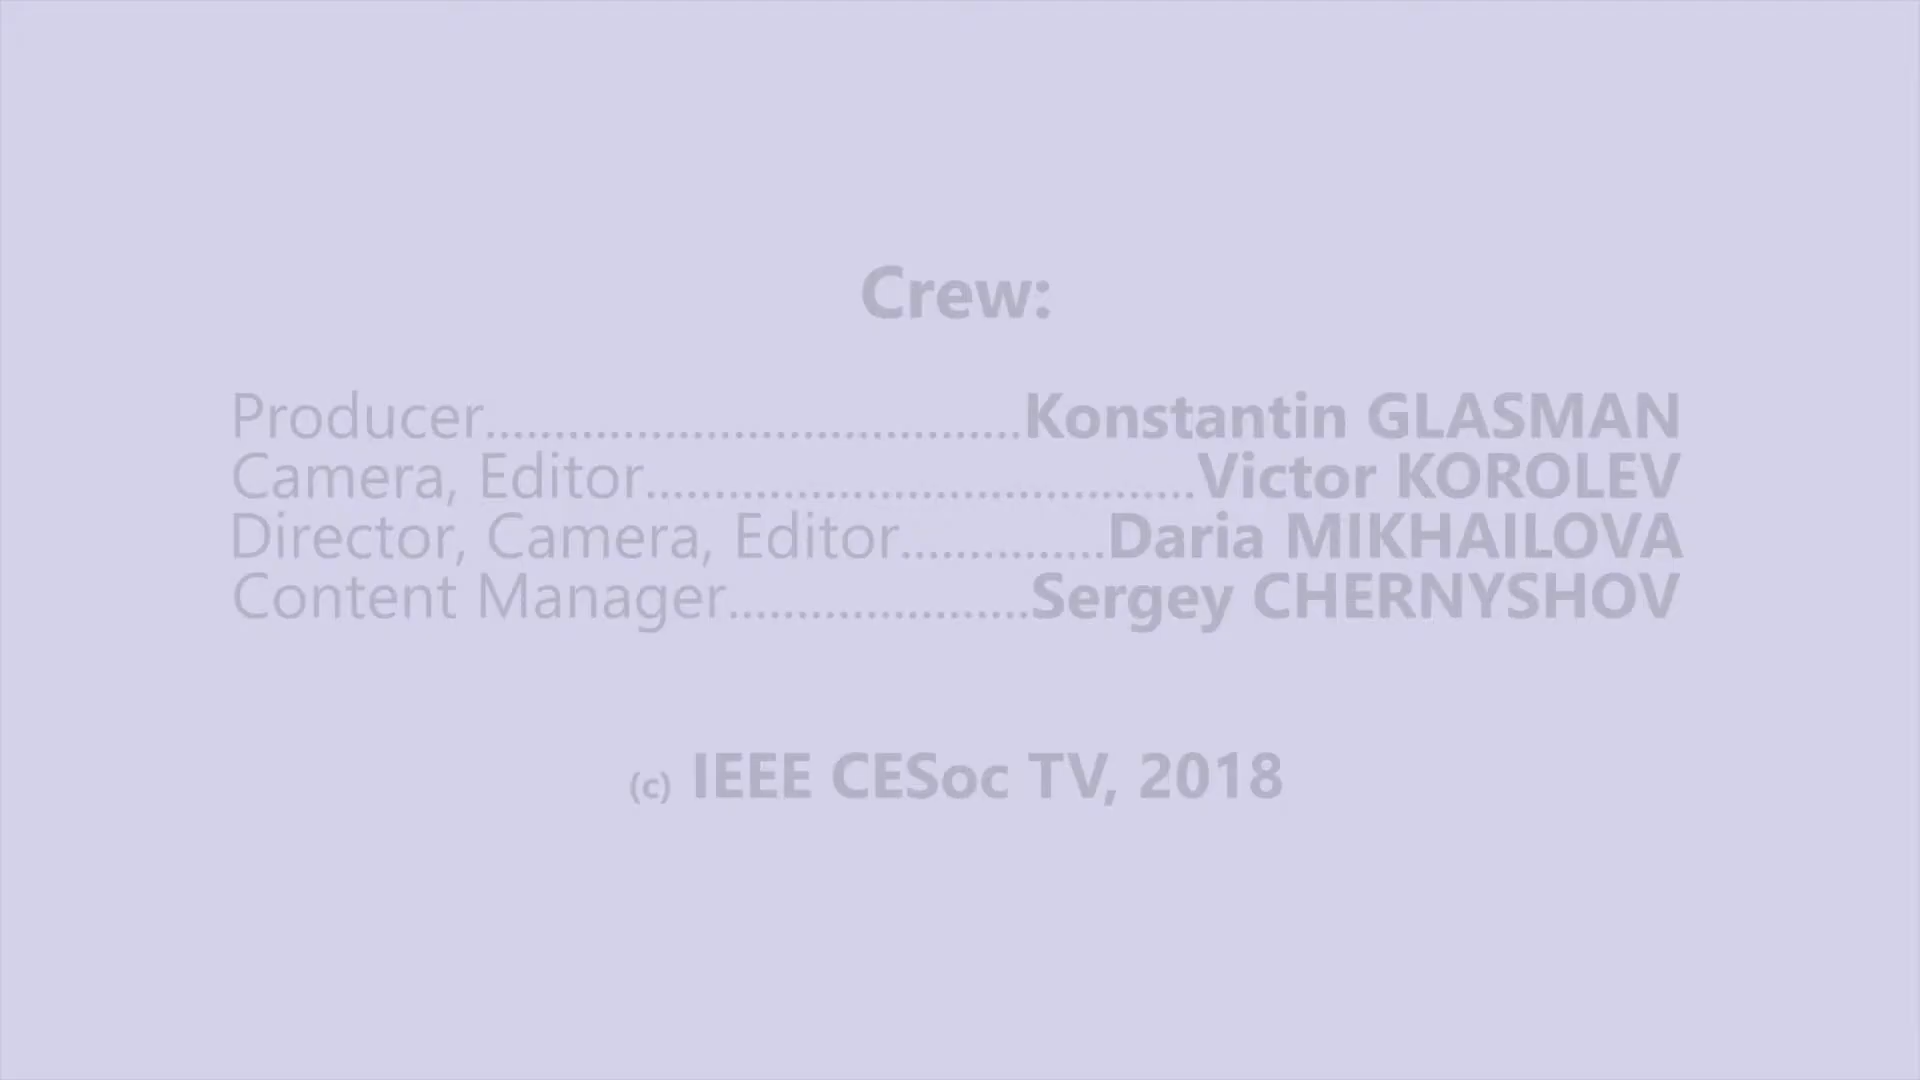 Crew:
Producer.......................................Konstantin GLASMAN
Camera, Editor........................................Victor KOROLEV
Director, Camera, Editor...............Daria MIKHAILOVA
Content Manager......................Sergey CHERNYSHOV
(c) IEEE CESoc TV, 2018